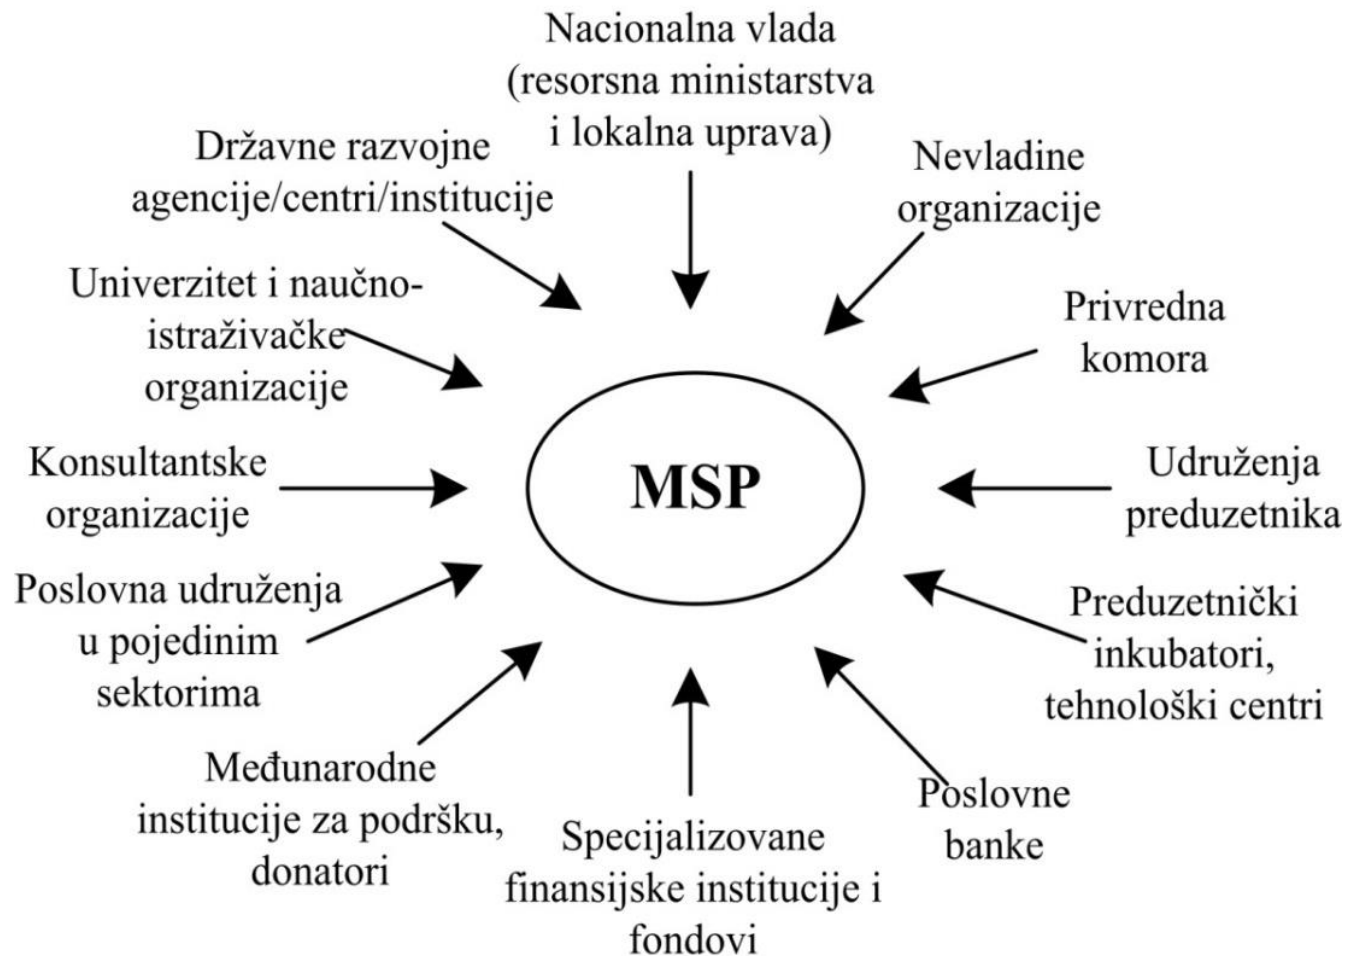 Nacionalna vlada
(resorsna ministarstva
i lokalna uprava)
Državne razvojne
agencije/centri/institucije
Nevladine
organizacije
Univerzitet i naučno-
istraživačke
organizacije
Privredna
komora
Konsultantske
organizacije
MSP
Udruženja
preduzetnika
Poslovna udruženja
u pojedinim
sektorima
Preduzetnički
inkubatori,
tehnološki centri
Međunarodne
institucije za podršku,
donatori
Specijalizovane
finansijske institucije i
fondovi
Poslovne
banke